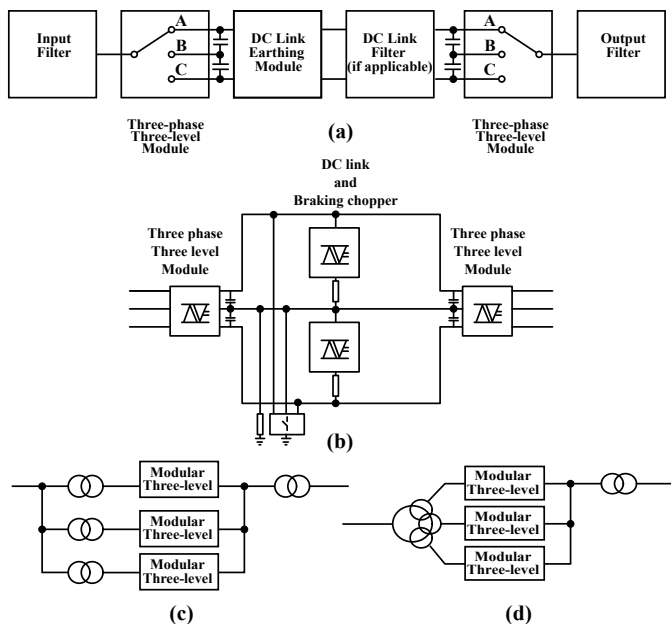 Input
Filter
A
B
C
DC Link
Earthing
Module
DC Link
Filter
(if applicable)
A
B
C
Output
Filter
Three-phase
Three-level
Module
(a)
Three-phase
Three-level
Module
DC link
and
Braking chopper
Three phase
Three level
Module
Three phase
Three level
Module
(b)
Modular
Three-level
Modular
Three-level
Modular
Three-level
(c)
Modular
Three-level
Modular
Three-level
Modular
Three-level
(d)